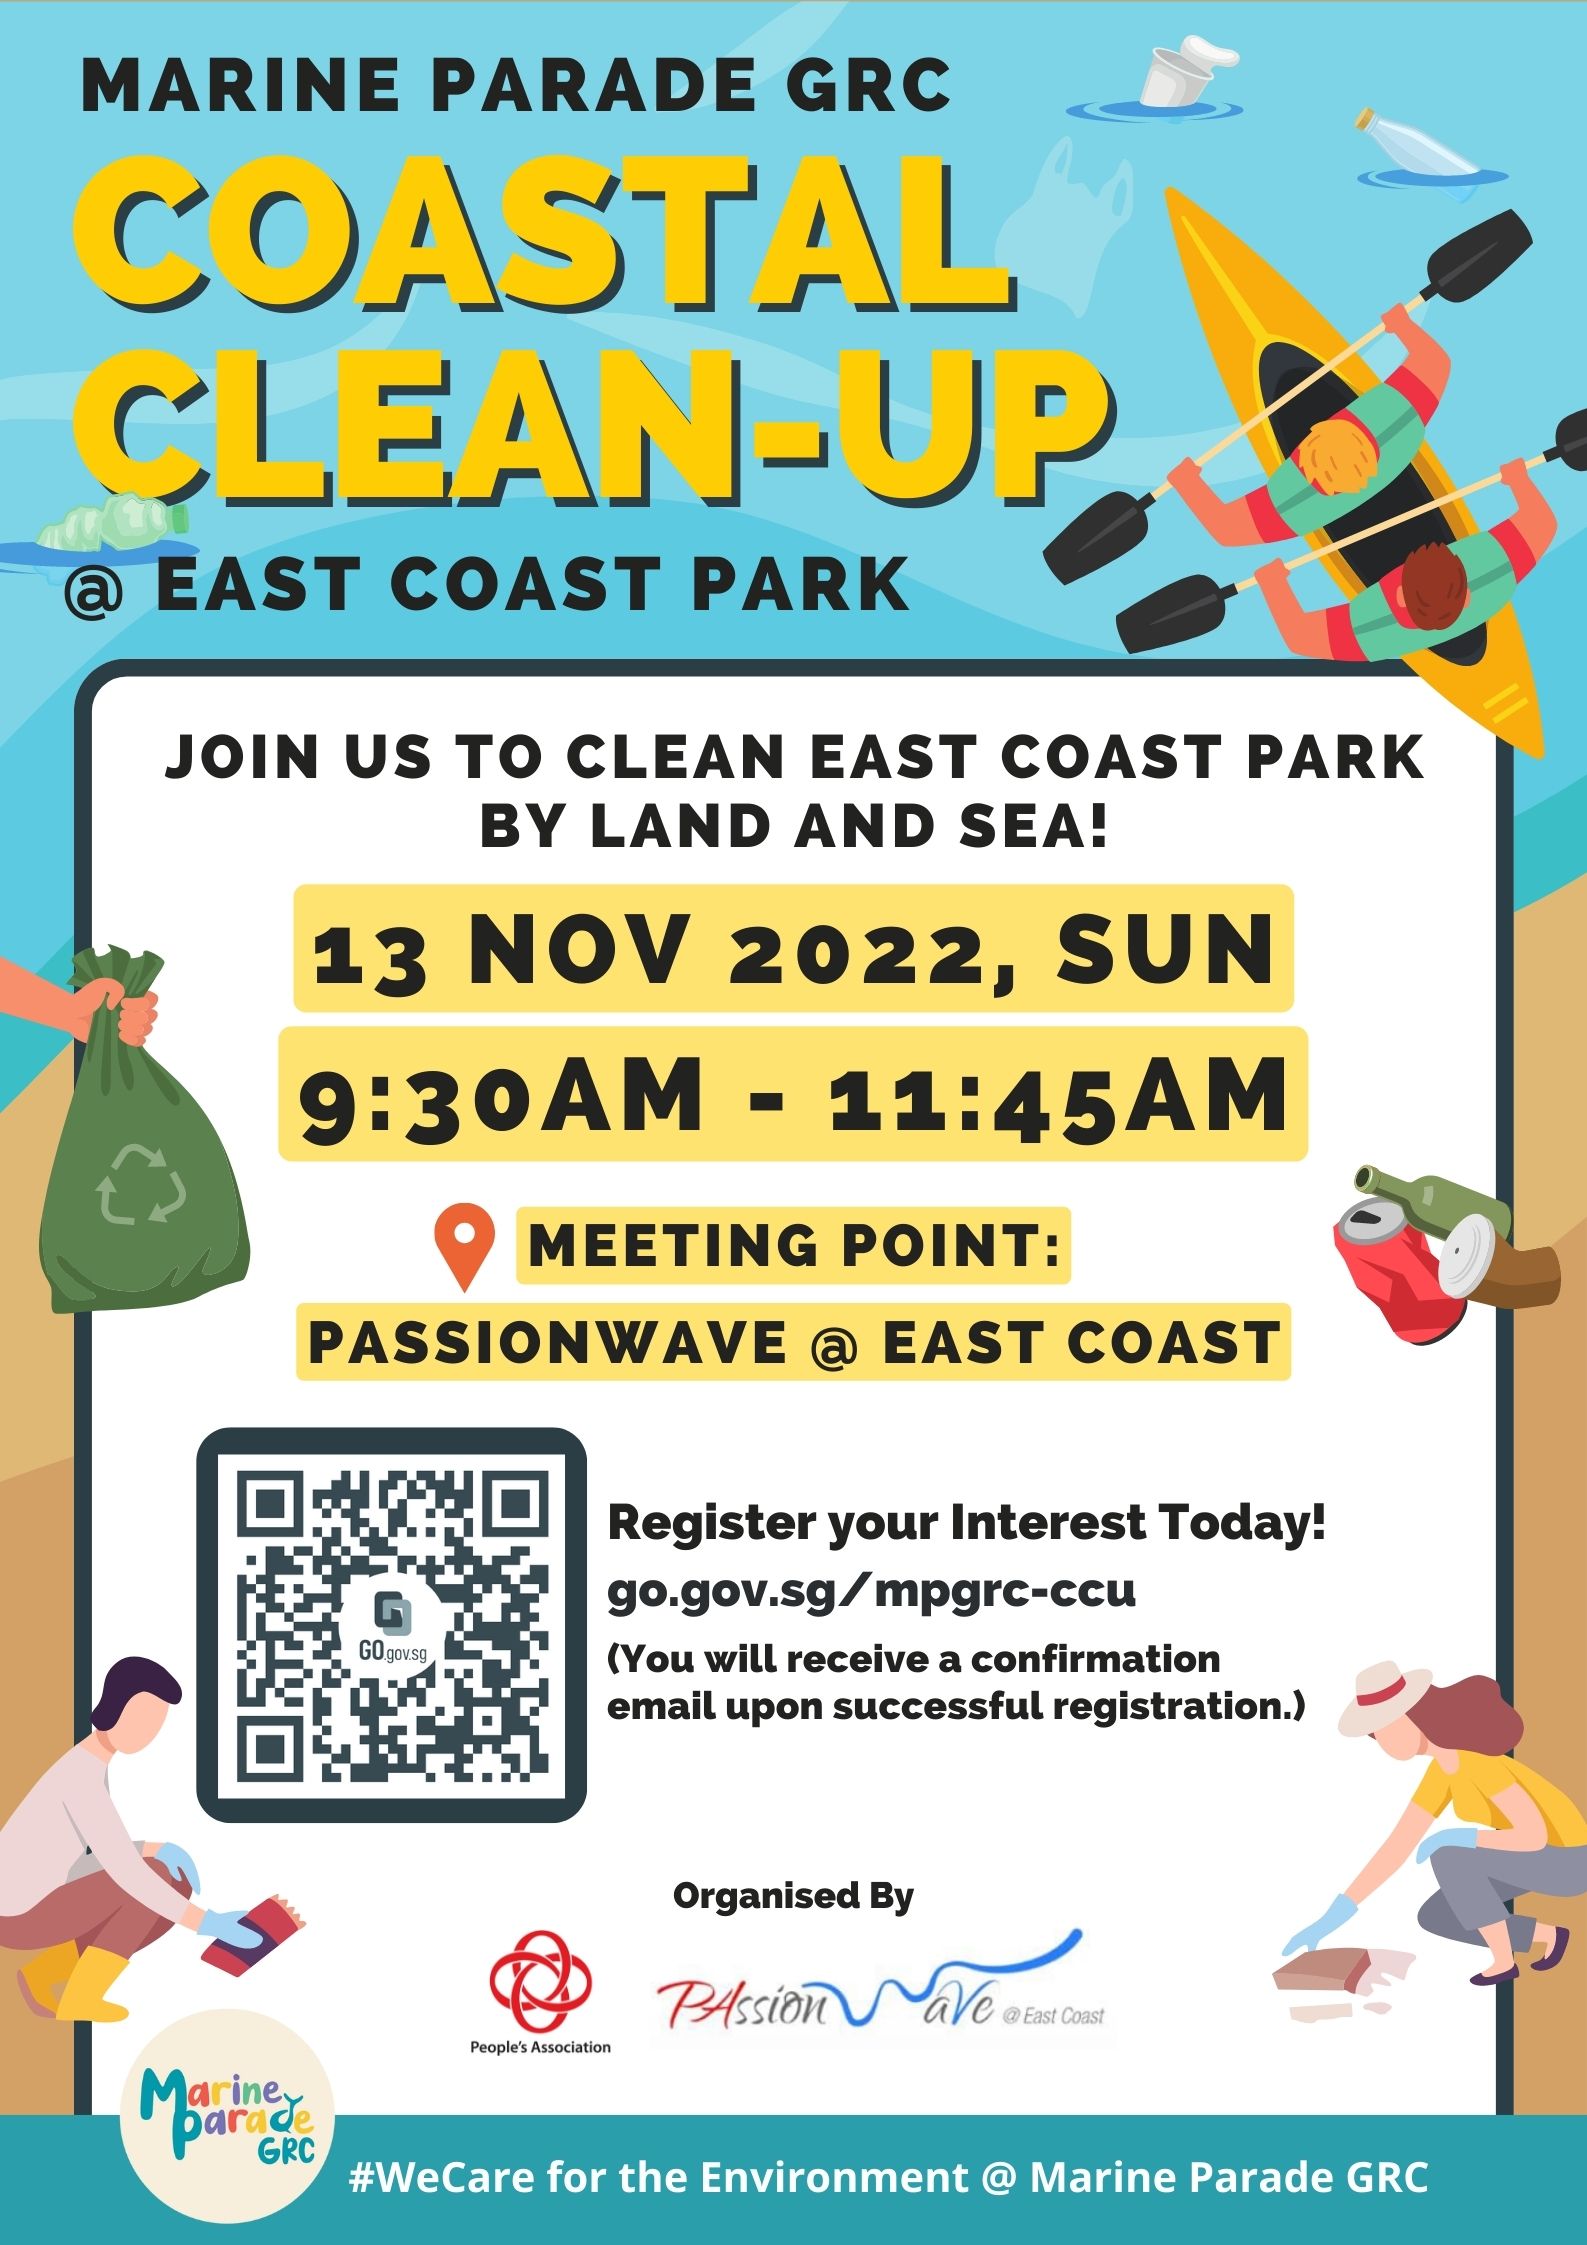 MARINE PARADE GRC
COASTAL
CLEAN-UP
@ EAST COAST PARK
JOIN US TO CLEAN EAST COAST PARK
BY LAND AND SEA!
13 NOV 2022, SUN
9:30AM - 11:45AM
MEETING POINT:
PASSIONWAVE @ EAST COAST
GO.gov.sg
Register your Interest Today!
go.gov.sg/mpgrc-ccu
(You will receive a confirmation
email upon successful registration.)
Organised By
People's Association
PAssion WaVe @ East Coast
Marine
parade
GRC
#WeCare for the Environment @ Marine Parade GRC